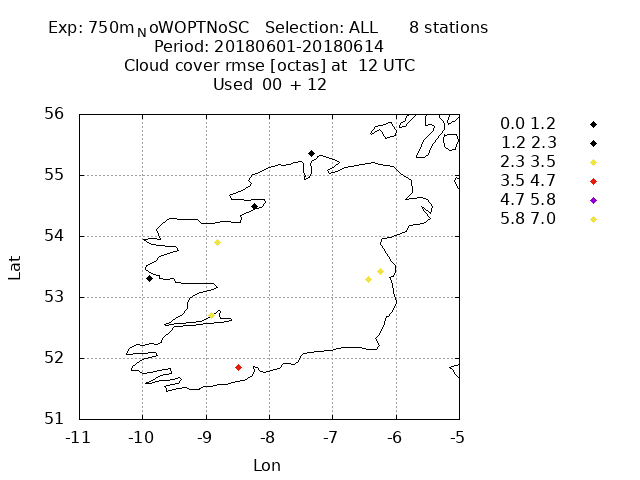 Exp: 750m_NoWOPTNoSC Selection: ALL 8 stations
Period: 20180601-20180614
Cloud cover rmse [octas] at 12 UTC
Used 00 + 12
56
55
54
53
52
51
Lat
-11 -10 -9 -8 -7 -6 -5
Lon
0.0 1.2
1.2 2.3
2.3 3.5
3.5 4.7
4.7 5.8
5.8 7.0